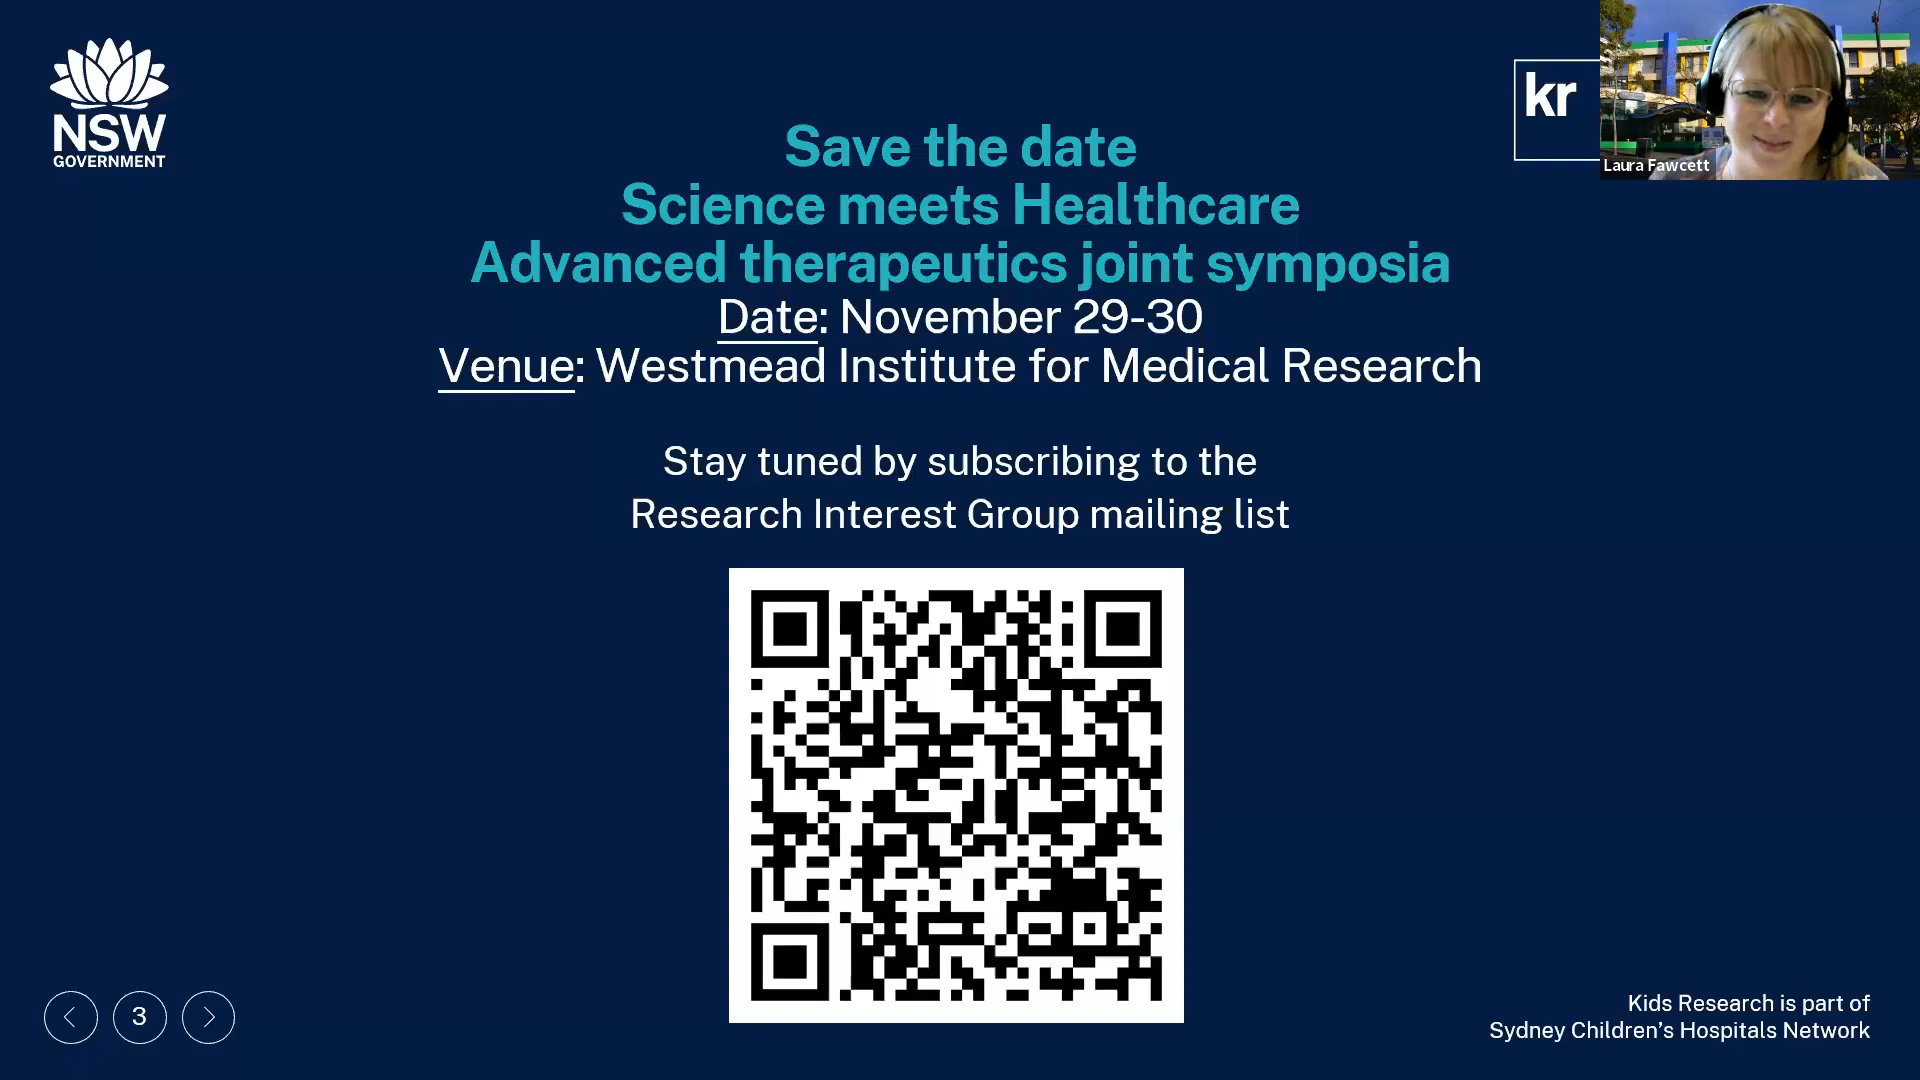 NSW
GOVERNMENT
kr
Laura Fawcett
Save the date
Science meets Healthcare
Advanced therapeutics joint symposia
Date: November 29-30
Venue: Westmead Institute for Medical Research
Stay tuned by subscribing to the
Research Interest Group mailing list
3
Kids Research is part of
Sydney Children’s Hospitals Network